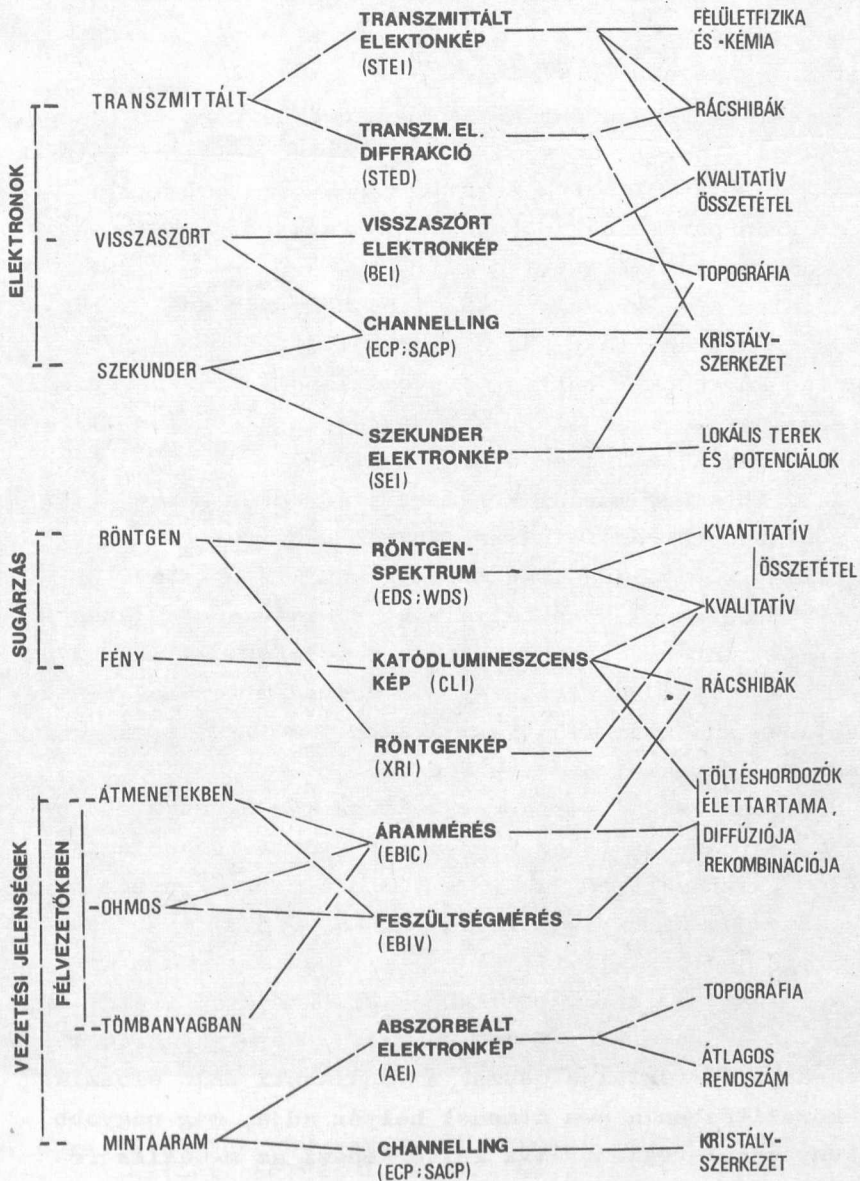 TRANSZMITTÁLT
ELEKTONKÉP
(STEI)
FELÜLETFIZIKA
ÉS KÉMIA
TRANSZMITTÁLT
RÁCSHIBÁK
TRANSZM. EL.
DIFFRAKCIÓ
(STED)
KVALITATÍV
ÖSSZETÉTEL
ELEKTRONOK
VISSZASZÓRT
VISSZASZÓRT
ELEKTRONKÉP
(BEI)
TOPOGRÁFIA
CHANNELLING
(ECP; SACP)
KRISTÁLY-
SZERKEZET
SZEKUNDER
SZEKUNDER
ELEKTRONKÉP
(SEI)
LOKÁLIS TEREK
ÉS POTENCIÁLOK
SUGÁRZÁS
RÖNTGEN
RÖNTGEN-
SPEKTRUM
(EDS; WDS)
KVANTITATÍV
ÖSSZETÉTEL
KVALITATÍV
FÉNY
KATÓDLUMINESZCENS
KÉP (CLI)
RÁCSHIBÁK
RÖNTGENKÉP
(XRI)
VEZETÉSI JELENSÉGEK
FÉLVEZETŐKBEN
ÁTMENETEKBEN
TÖLTÉSHORDOZÓK
ÉLETTARTAMA,
DIFFÚZIÓJA
REKOMBINÁCIÓJA
ÁRAMMÉRÉS
(EBIC)
OHMOS
FESZÜLTSÉGMÉRÉS
(EBIV)
TÖMBANYAGBAN
ABSZORBEÁLT
ELEKTRONKÉP
(AEI)
TOPOGRÁFIA
ÁTLAGOS
RENDSZÁM
MINTAÁRAM
CHANNELLING
(ECP; SACP)
KRISTÁLY-
SZERKEZET